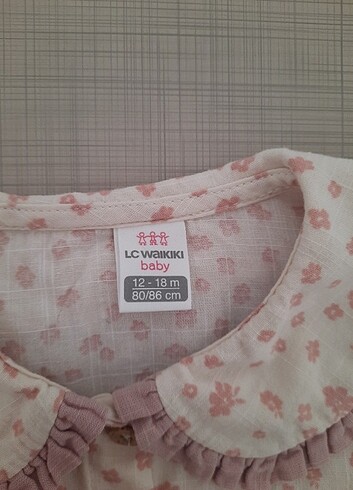 LC WAIKIKI
baby
12 - 18 m
80/86 cm